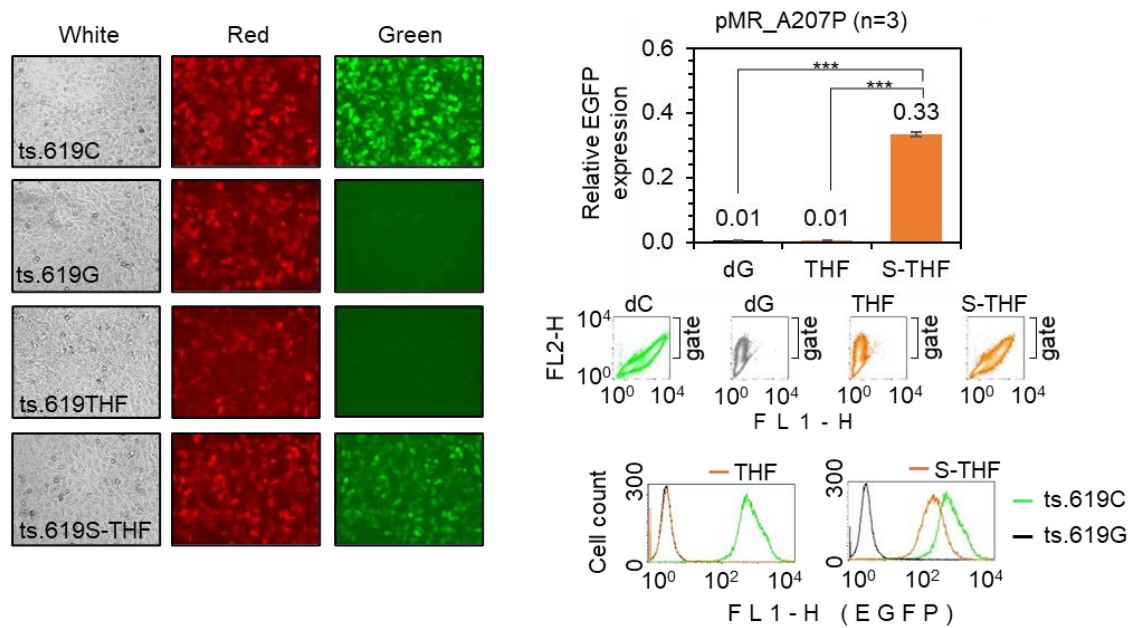 White Red Green
ts.619C
ts.619G
ts.619THF
ts.619S-THF
pMR_A207P (n=3)
Relative EGFP
expression
0.6
0.4
0.2
0.0
***
***
0.01 0.01 0.33
dG THF S-THF
dC dG THF S-THF
FL2-H
10⁴
10⁰
gate gate gate gate
10⁰ 10⁴ 10⁰ 10⁴ 10⁰ 10⁴ 10⁰ 10⁴
FL1-H
Cell count
300
0
THF
10⁰ 10² 10⁴
300
0
S-THF
10⁰ 10² 10⁴
ts.619C
ts.619G
FL1-H (EGFP)